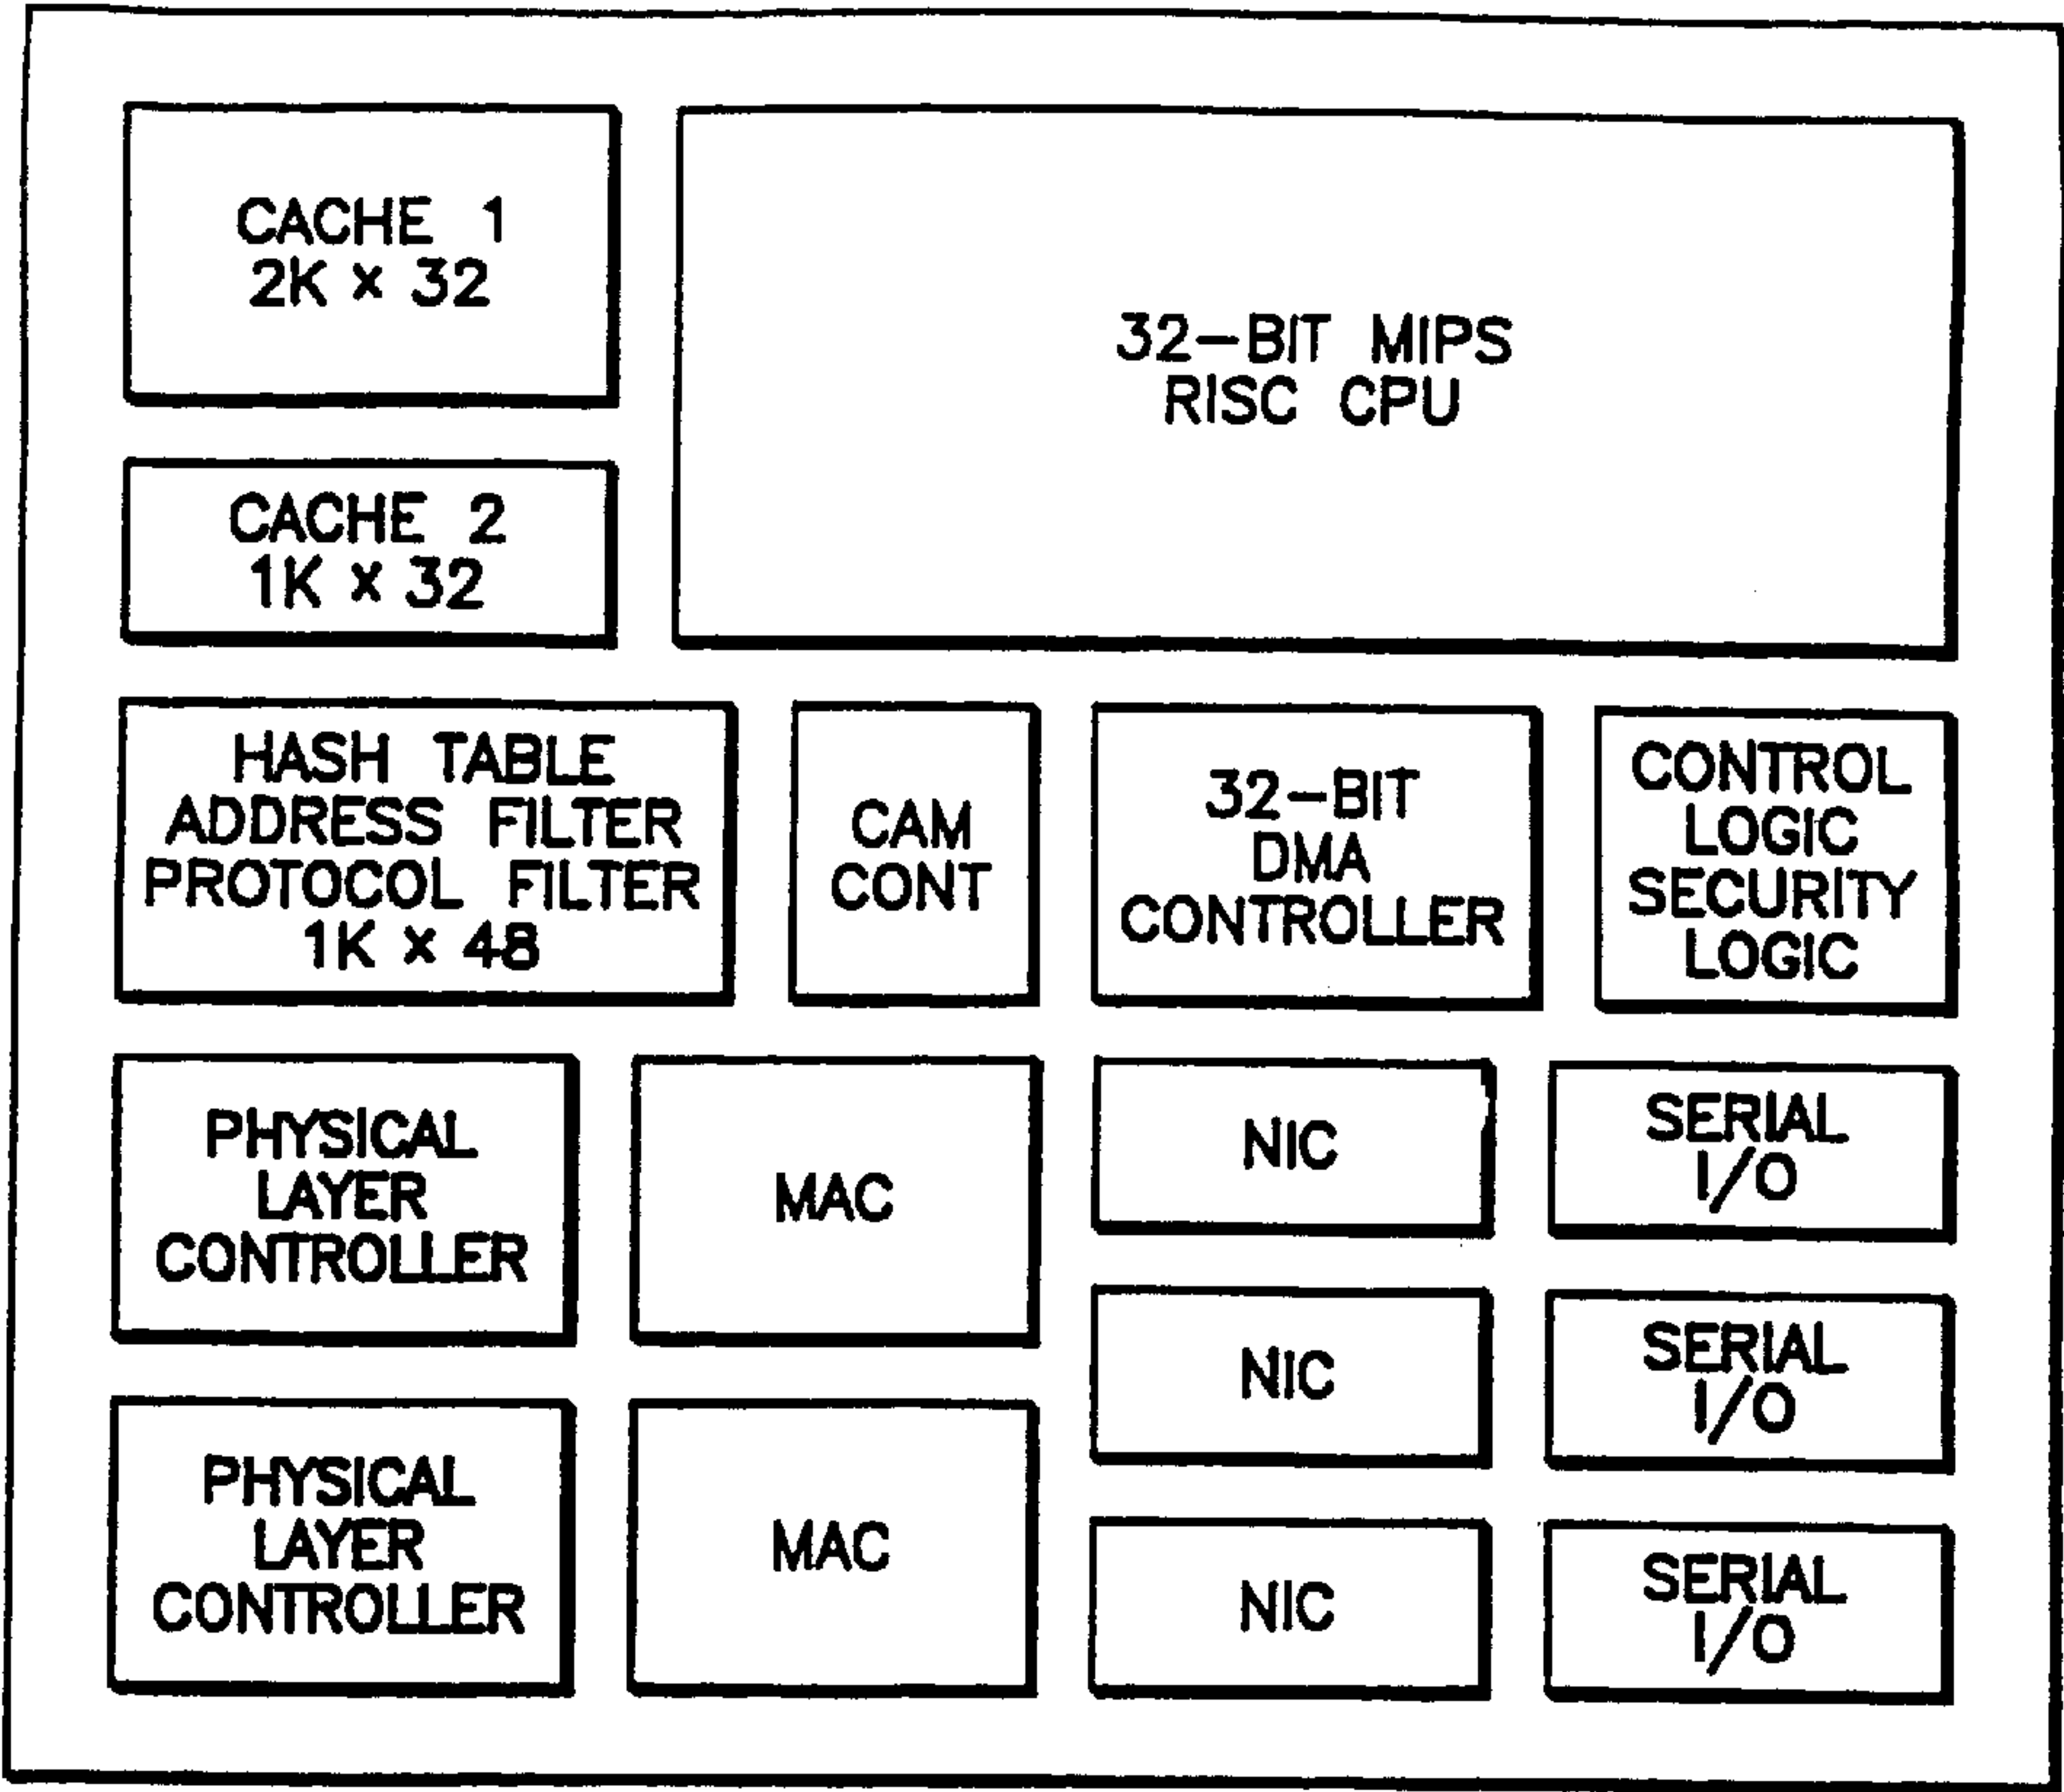 CACHE 1
2K × 32
32-BIT MIPS
RISC CPU
CACHE 2
1K × 32
HASH TABLE
ADDRESS FILTER
PROTOCOL FILTER
1K × 48
CAM
CONT
32-BIT
DMA
CONTROLLER
CONTROL
LOGIC
SECURITY
LOGIC
PHYSICAL
LAYER
CONTROLLER
MAC
NIC
SERIAL
I/O
NIC
SERIAL
I/O
PHYSICAL
LAYER
CONTROLLER
MAC
NIC
SERIAL
I/O